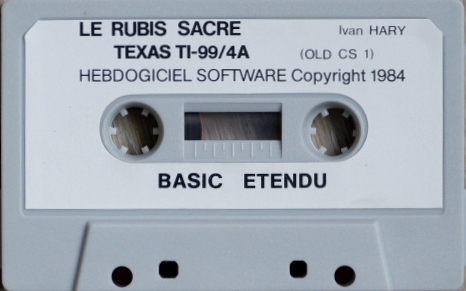 LE RUBIS SACRE Ivan HARY
TEXAS TI-99/4A (OLD CS 1)
HEBDOGICIEL SOFTWARE Copyright 1984
BASIC ETENDU